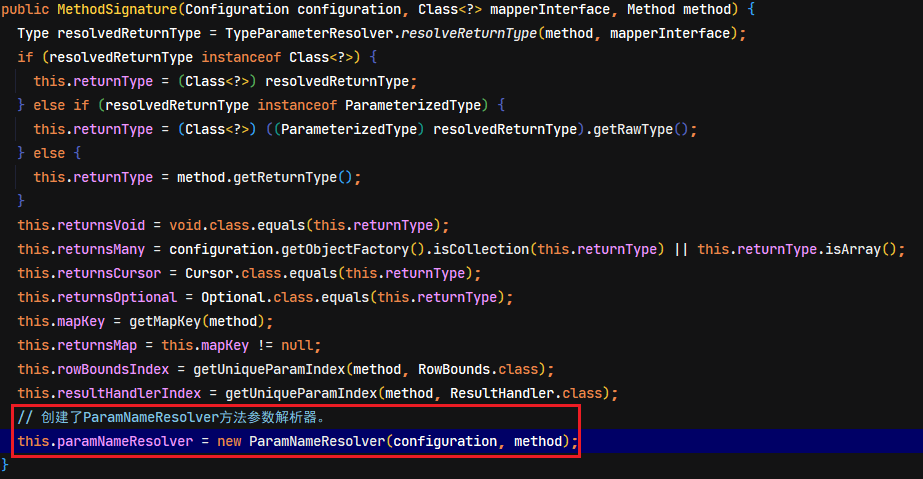 public MethodSignature(Configuration configuration, Class<?> mapperInterface, Method method) {
  Type resolvedReturnType = TypeParameterResolver.resolveReturnType(method, mapperInterface);
  if (resolvedReturnType instanceof Class<?>) {
    this.returnType = (Class<?>) resolvedReturnType;
  } else if (resolvedReturnType instanceof ParameterizedType) {
    this.returnType = (Class<?>) ((ParameterizedType) resolvedReturnType).getRawType();
  } else {
    this.returnType = method.getReturnType();
  }
  this.returnsVoid = void.class.equals(this.returnType);
  this.returnsMany = configuration.getObjectFactory().isCollection(this.returnType) || this.returnType.isArray();
  this.returnsCursor = Cursor.class.equals(this.returnType);
  this.returnsOptional = Optional.class.equals(this.returnType);
  this.mapKey = getMapKey(method);
  this.returnsMap = this.mapKey != null;
  this.rowBoundsIndex = getUniqueParamIndex(method, RowBounds.class);
  this.resultHandlerIndex = getUniqueParamIndex(method, ResultHandler.class);
  // 创建了ParamNameResolver方法参数解析器。
  this.paramNameResolver = new ParamNameResolver(configuration, method);
}